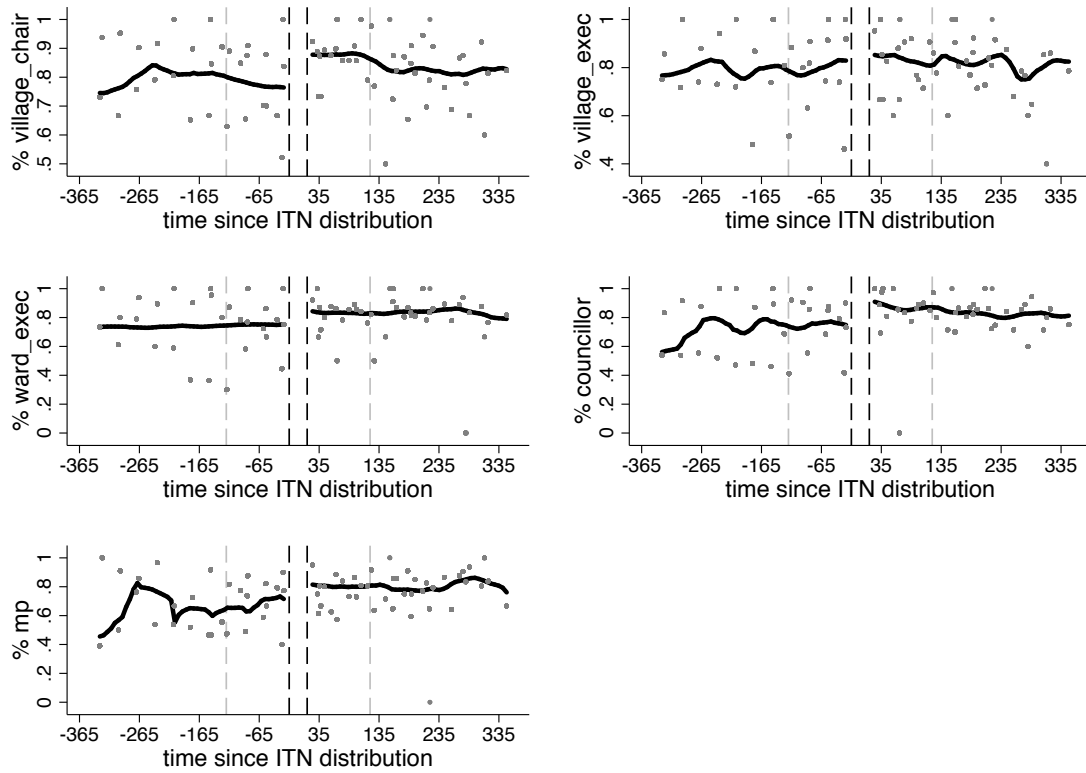 % village_chair
1
.9
.8
.7
.6
.5
-365 -265 -165 -65 35 135 235 335
time since ITN distribution
% village_exec
1
.8
.6
.4
-365 -265 -165 -65 35 135 235 335
time since ITN distribution
% ward_exec
1
.8
.6
.4
.2
0
-365 -265 -165 -65 35 135 235 335
time since ITN distribution
% councillor
1
.8
.6
.4
.2
0
-365 -265 -165 -65 35 135 235 335
time since ITN distribution
% mp
1
.8
.6
.4
.2
0
-365 -265 -165 -65 35 135 235 335
time since ITN distribution